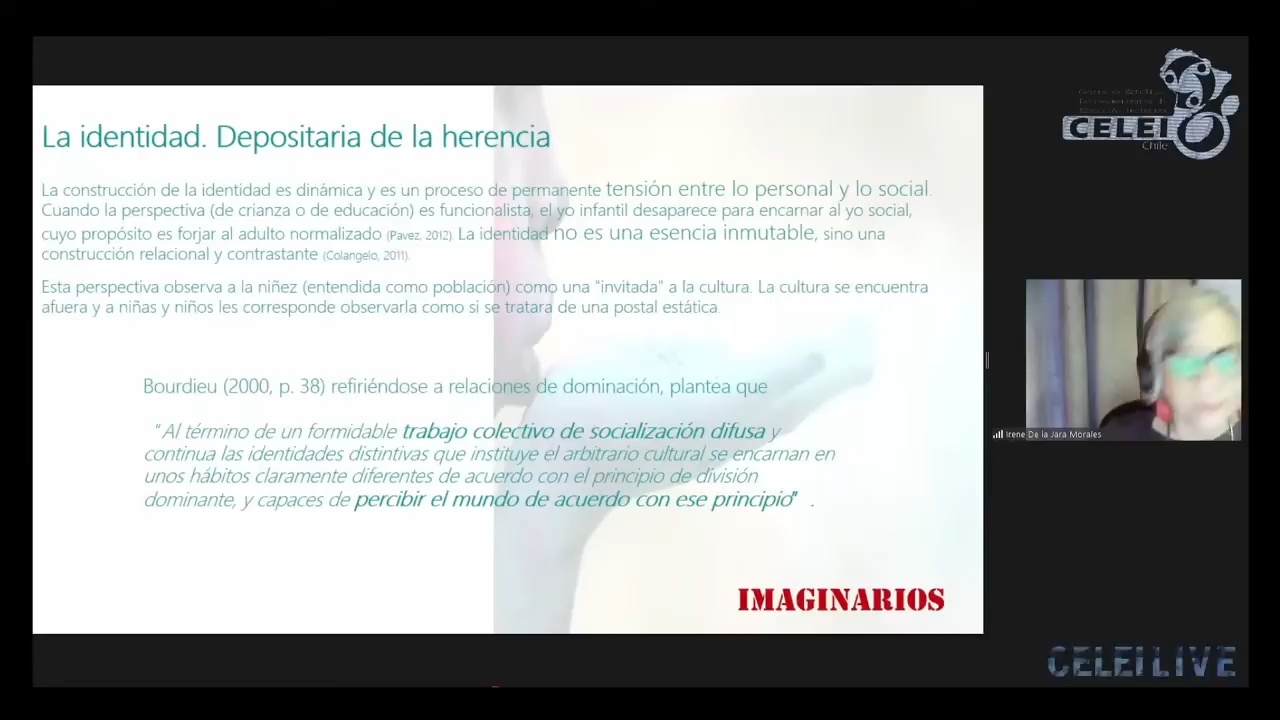 La identidad. Depositaria de la herencia
La construcción de la identidad es dinámica y es un proceso de permanente tensión entre lo personal y lo social.
Cuando la perspectiva (de crianza o de educación) es funcionalista, el yo infantil desaparece para encarnar al yo social,
cuyo propósito es forjar al adulto normalizado (Pavez, 2012). La identidad no es una esencia inmutable, sino una
construcción relacional y contrastante (Colangelo, 2011).
Esta perspectiva observa a la niñez (entendida como población) como una "invitada" a la cultura. La cultura se encuentra
afuera y a niñas y niños les corresponde observarla como si se tratara de una postal estática.
Bourdieu (2000, p. 38) refiriéndose a relaciones de dominación, plantea que
"Al término de un formidable trabajo colectivo de socialización difusa y
continua las identidades distintivas que instituye el arbitrario cultural se encarnan en
unos hábitos claramente diferentes de acuerdo con el principio de división
dominante, y capaces de percibir el mundo de acuerdo con ese principio" .
IMAGINARIOS
CELEI
Chile
Irene De la Jara Morales
CELEI LIVE